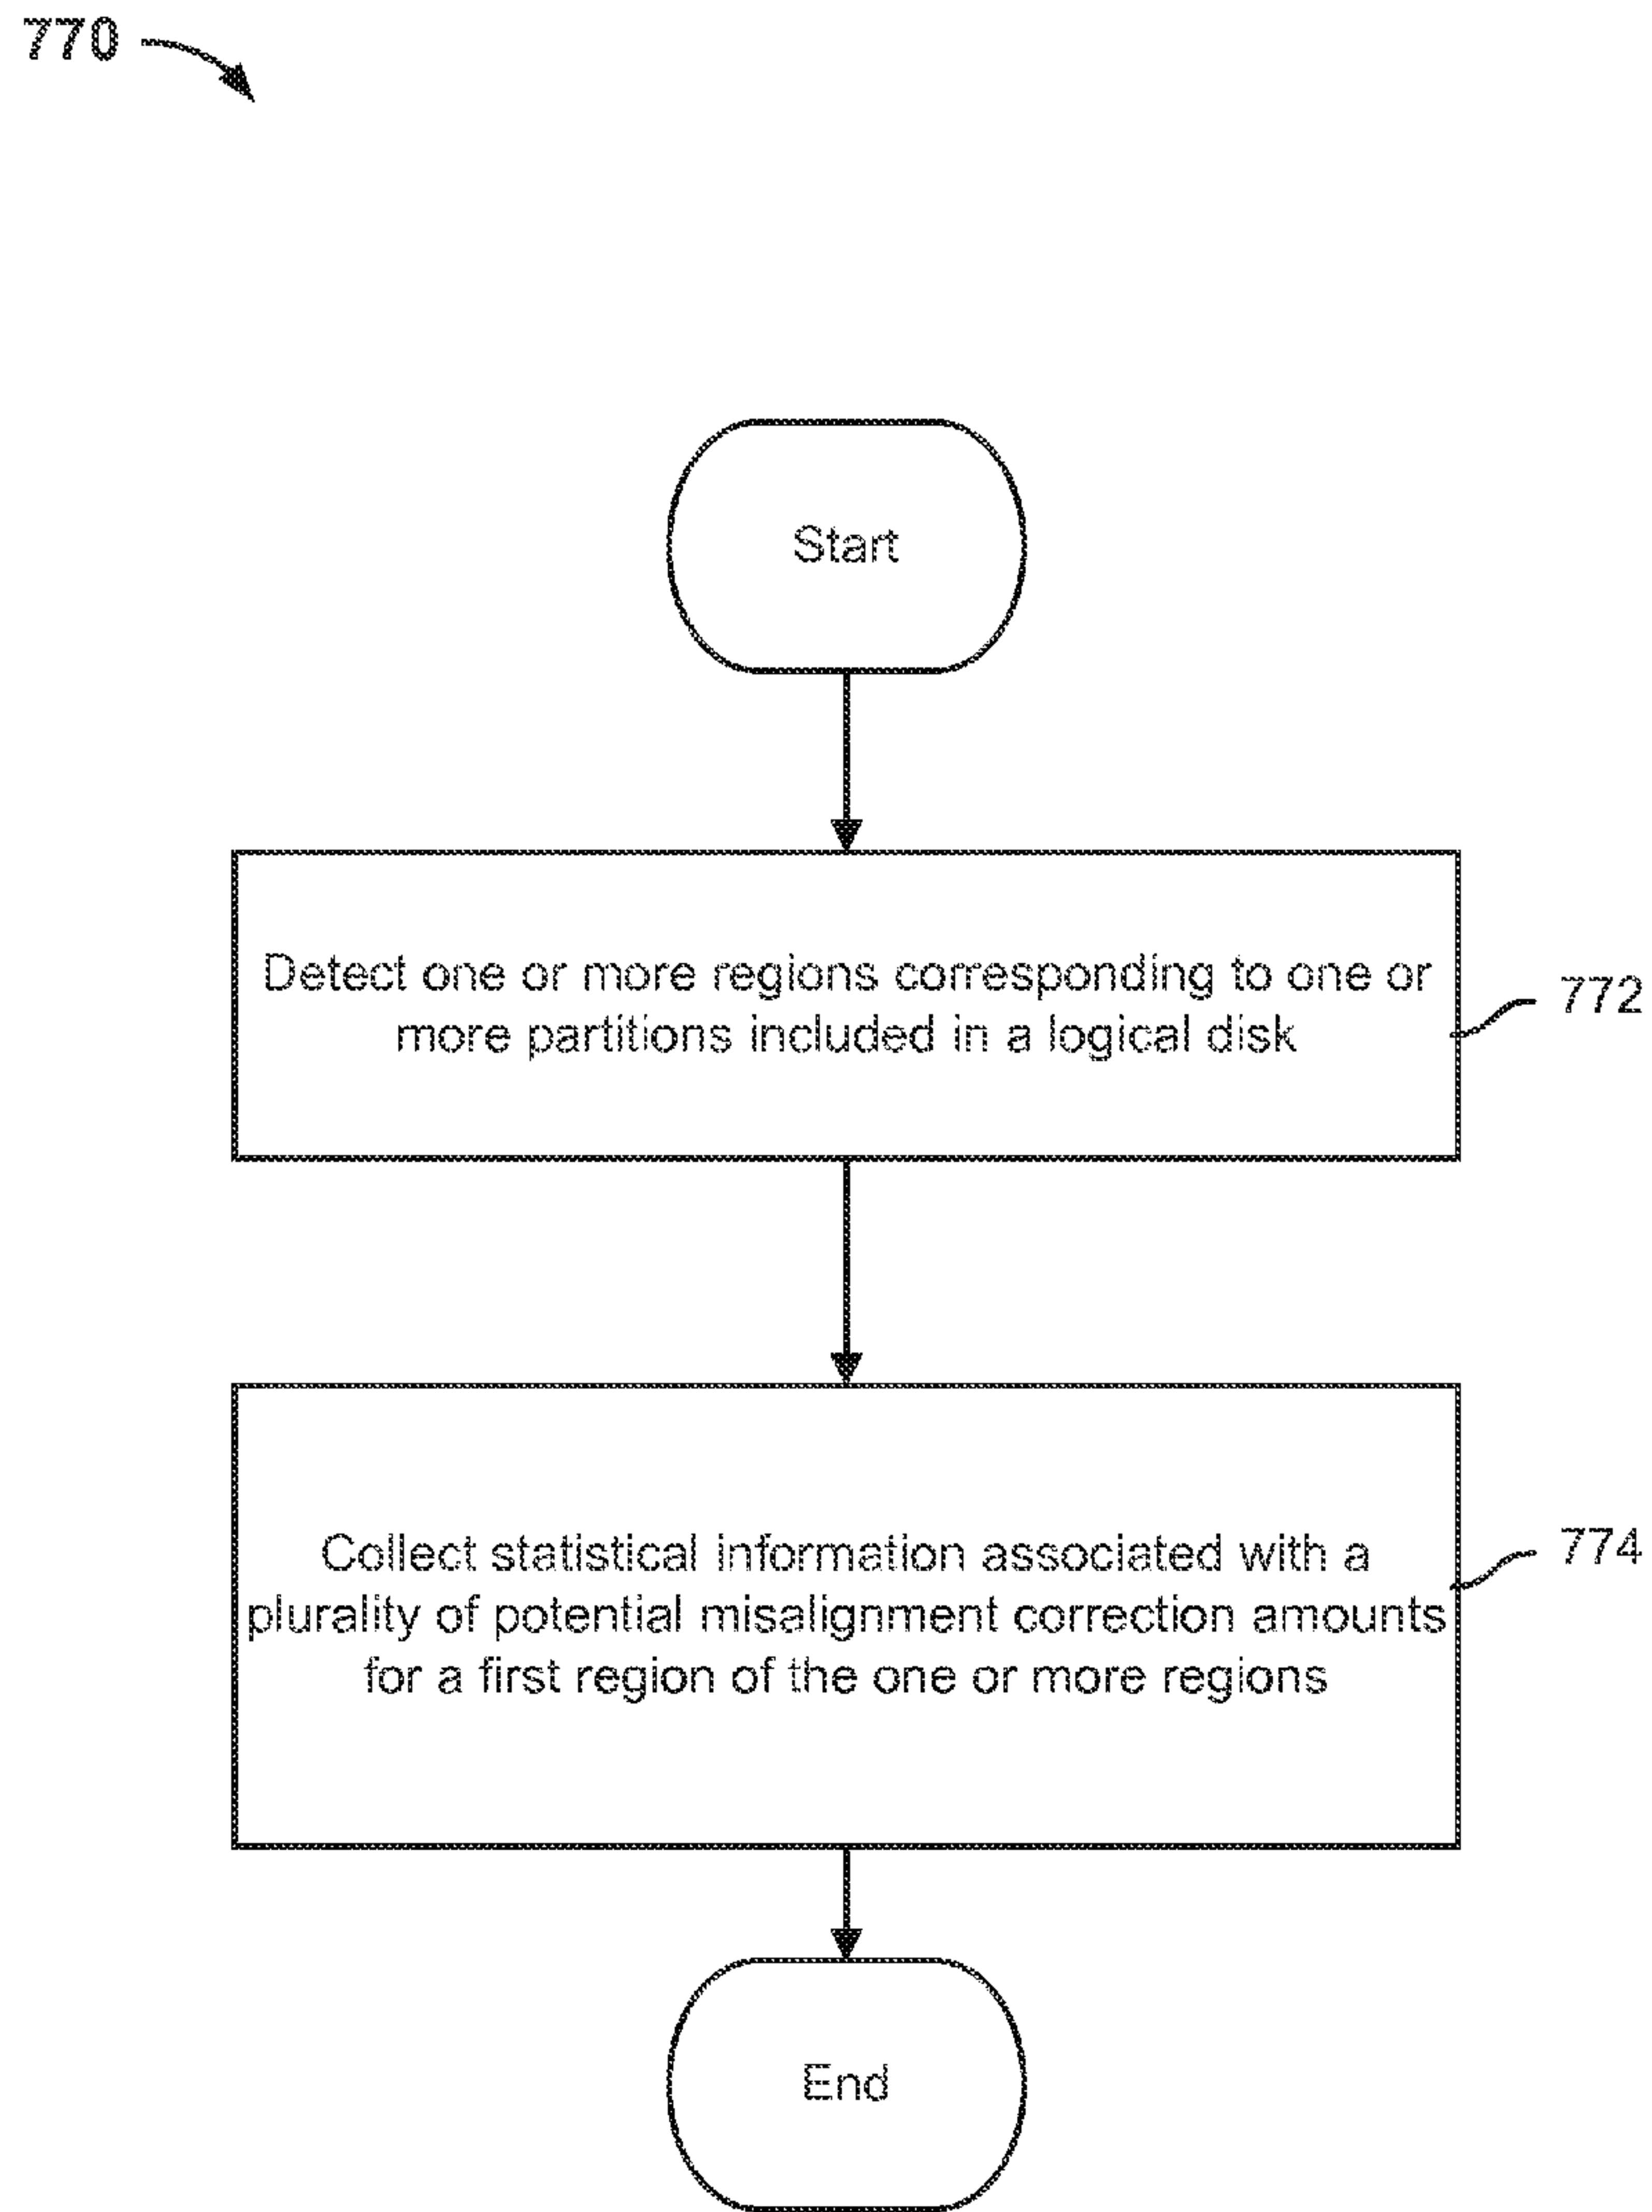 770
Start
Detect one or more regions corresponding to one or
more partitions included in a logical disk
772
Collect statistical information associated with a
plurality of potential misalignment correction amounts
for a first region of the one or more regions
774
End